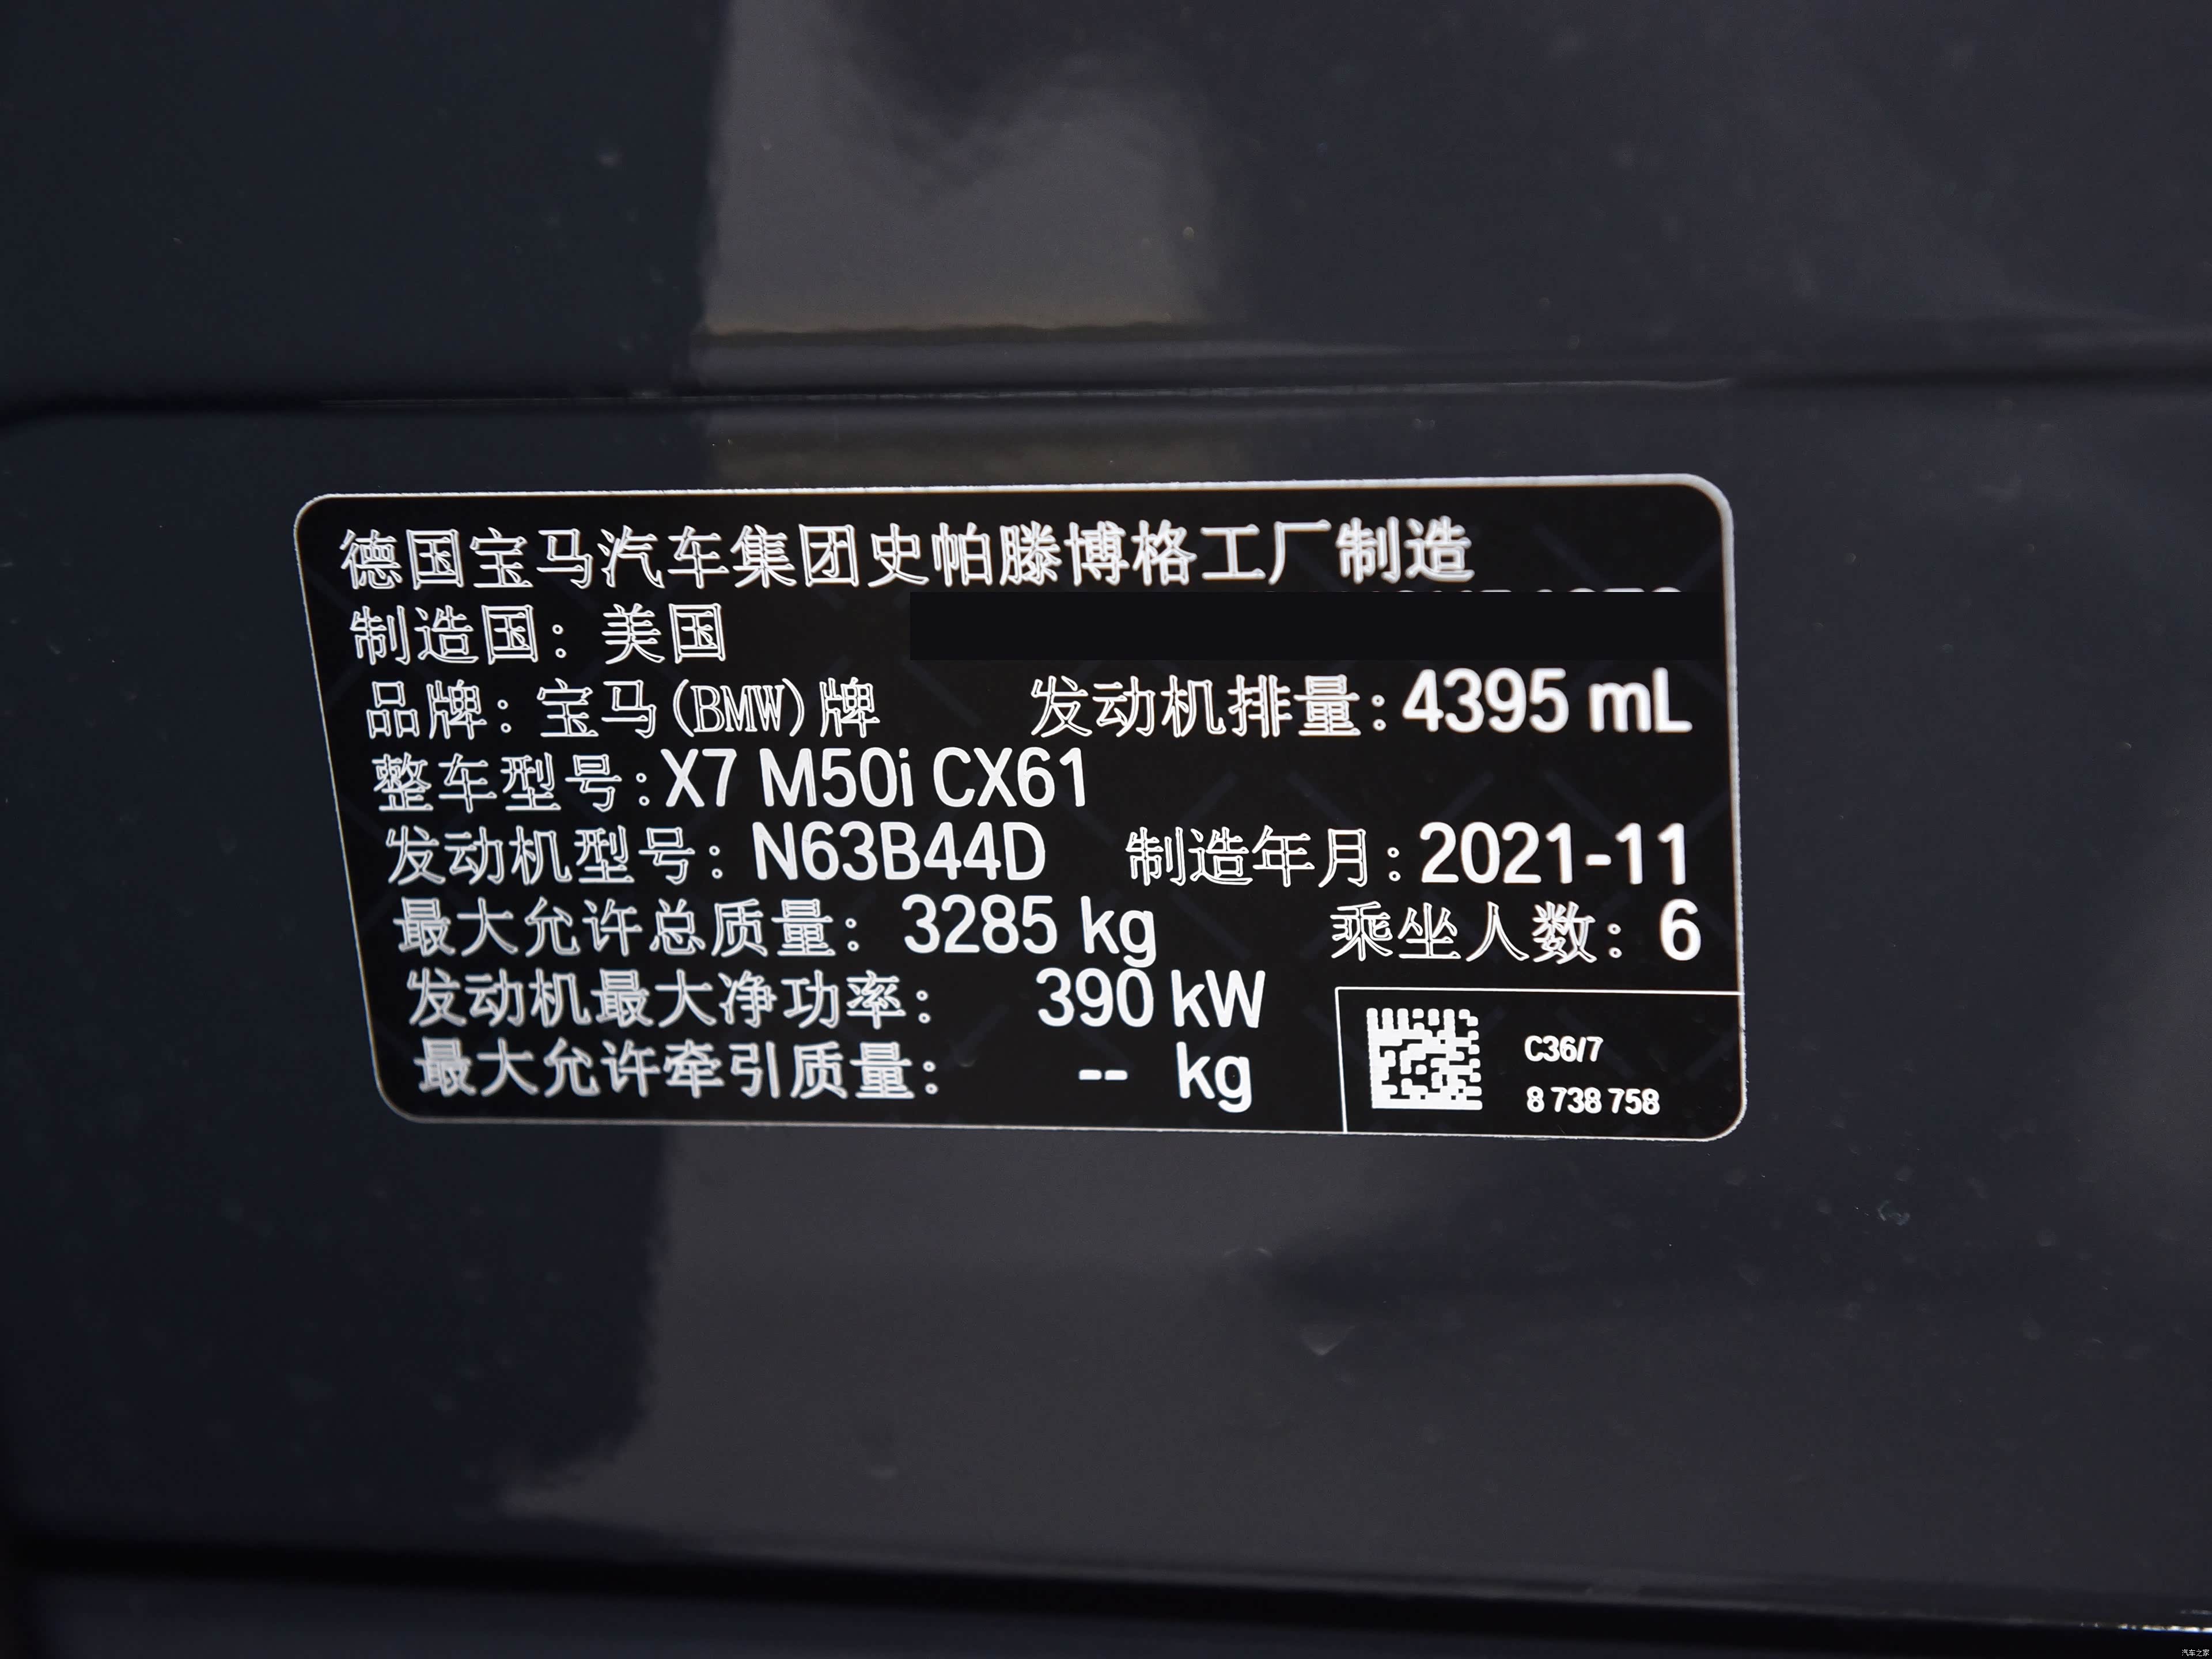 德国宝马汽车集团史帕滕博格工厂制造
制造国：美国
品牌：宝马(BMW)牌 发动机排量：4395 mL
整车型号：X7 M50i CX61
发动机型号：N63B44D 制造年月：2021-11
最大允许总质量：3285 kg 乘坐人数：6
发动机最大净功率： 390 kW
最大允许牵引质量： -- kg
C36/7
8 738 758
汽车之家